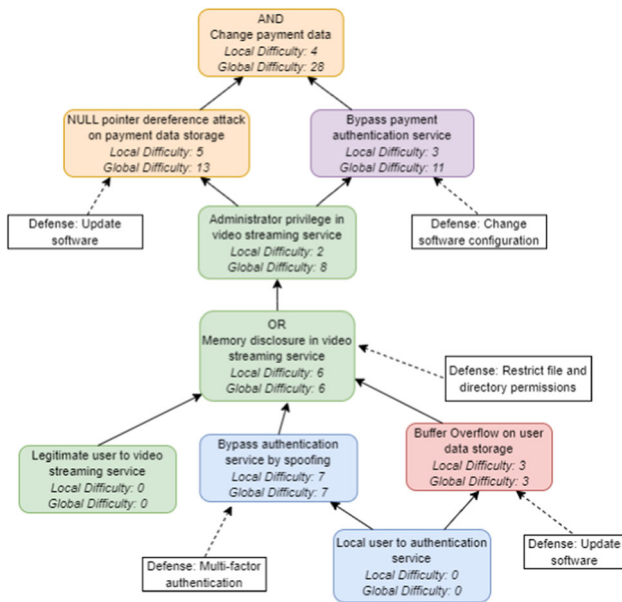 AND
Change payment data
Local Difficulty: 4
Global Difficulty: 28
NULL pointer dereference attack
on payment data storage
Local Difficulty: 5
Global Difficulty: 13
Bypass payment
authentication service
Local Difficulty: 3
Global Difficulty: 11
Defense: Update
software
Administrator privilege in
video streaming service
Local Difficulty: 2
Global Difficulty: 8
Defense: Change
software configuration
OR
Memory disclosure in video
streaming service
Local Difficulty: 6
Global Difficulty: 6
Defense: Restrict file and
directory permissions
Legitimate user to video
streaming service
Local Difficulty: 0
Global Difficulty: 0
Bypass authentication
service by spoofing
Local Difficulty: 7
Global Difficulty: 7
Buffer Overflow on user
data storage
Local Difficulty: 3
Global Difficulty: 3
Defense: Multi-factor
authentication
Local user to authentication
service
Local Difficulty: 0
Global Difficulty: 0
Defense: Update
software